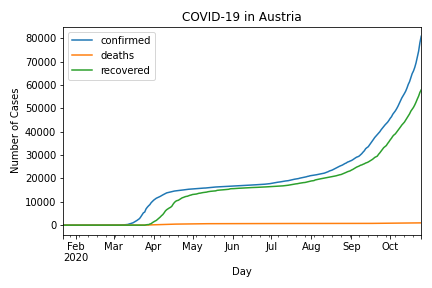 COVID-19 in Austria
confirmed
deaths
recovered
Number of Cases
80000
70000
60000
50000
40000
30000
20000
10000
0
Feb Mar Apr May Jun Jul Aug Sep Oct
2020
Day